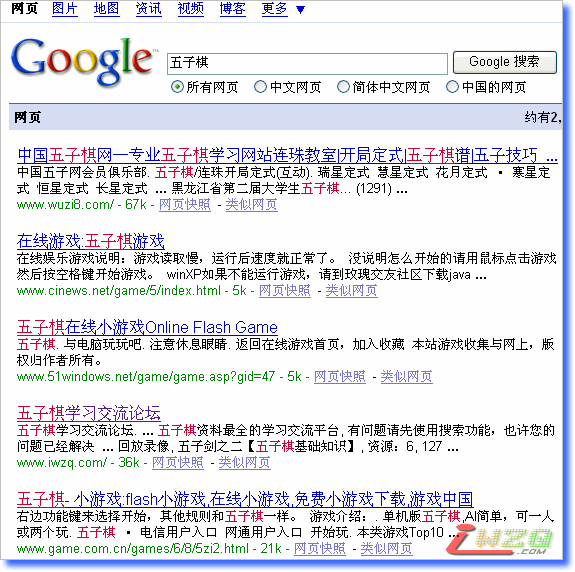 网页 图片 地图 资讯 视频 博客 更多 ▼
Google™ 五子棋 Google 搜索
所有网页 中文网页 简体中文网页 中国的网页
网页 约有2,
中国五子棋网—专业五子棋学习网站连珠教室|开局定式|五子棋谱|五子技巧 ...
中国五子网会员俱乐部. 五子棋/连珠开局定式(互动). 瑞星定式 慧星定式 花月定式 · 寒星定
式 恒星定式 长星定式 ... 黑龙江省第二届大学生五子棋... (1291) ...
www.wuzi8.com/ - 67k - 网页快照 - 类似网页
在线游戏:五子棋游戏
在线娱乐游戏说明：游戏读取慢，运行后速度就正常了。 没说明怎么开始的请用鼠标点击游戏
然后按空格键开始游戏。 winXP如果不能运行游戏，请到玫瑰交友社区下载java ...
www.cinews.net/game/5/index.html - 5k - 网页快照 - 类似网页
五子棋在线小游戏Online Flash Game
五子棋. 与电脑玩玩吧. 注意休息眼睛. 返回在线游戏首页，加入收藏 本站游戏收集与网上，版
权归作者所有。
www.51windows.net/game/game.asp?gid=47 - 5k - 网页快照 - 类似网页
五子棋学习交流论坛
五子棋学习交流论坛. ... 五子棋资料最全的学习交流平台, 有问题请先使用搜索功能，也许您的
问题已经解决 ... 回放录像, 五子剑之二【五子棋基础知识】, 资源：6, 127 ...
www.iwzq.com/ - 36k - 网页快照 - 类似网页
五子棋- 小游戏;flash小游戏,在线小游戏,免费小游戏下载,游戏中国
右边功能键来选择开始，其他规则和五子棋一样。 游戏介绍：. 单机版五子棋,AI简单，可一人
或两个玩. 五子棋 · 电信用户入口 网通用户入口 开始玩. 本类游戏Top10 ...
www.game.com.cn/games/6/8/5zi2.html - 21k - 网页快照 - 类似网页
iWZQ